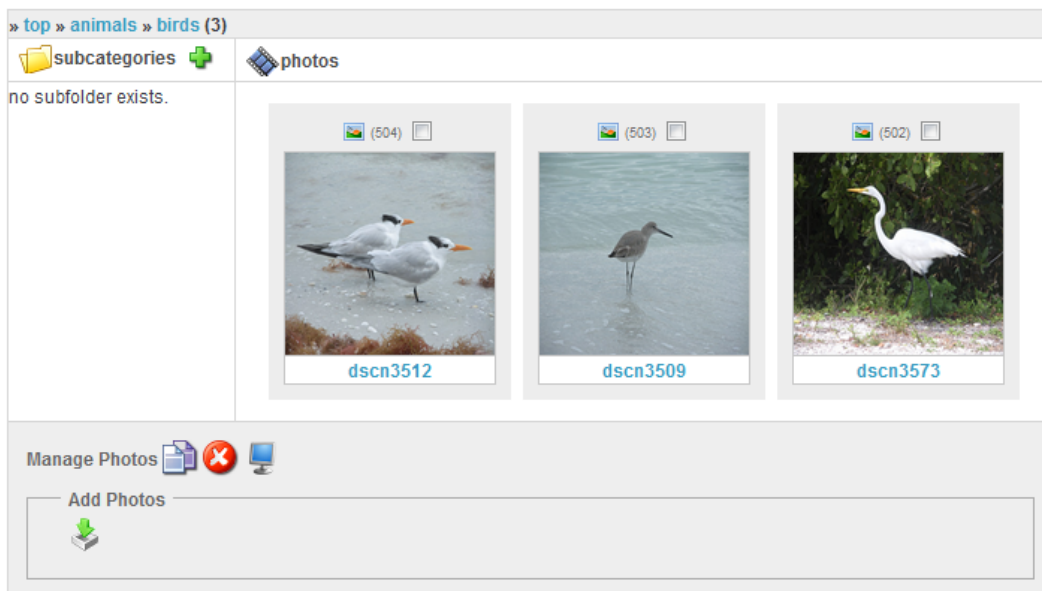 » top » animals » birds (3)
subcategories
photos
no subfolder exists.
(504)
(503)
(502)
dscn3512
dscn3509
dscn3573
Manage Photos
Add Photos